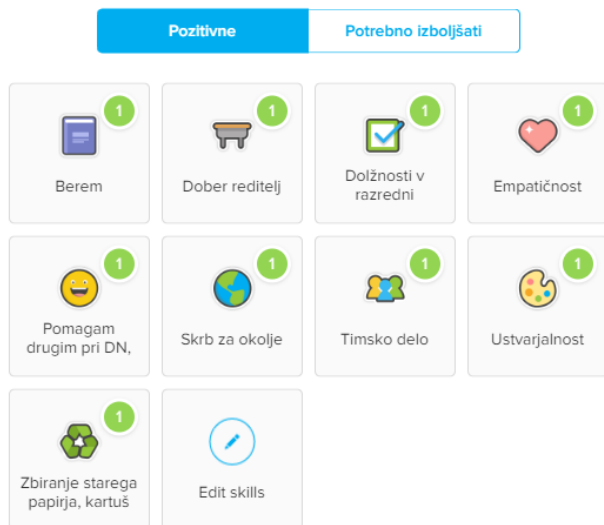 Pozitivne
Potrebno izboljšati
1
Berem
1
Dober reditelj
1
Dolžnosti v
razredni
1
Empatičnost
1
Pomagam
drugim pri DN,
1
Skrb za okolje
1
Timsko delo
1
Ustvarjalnost
1
Zbiranje starega
papirja, kartuš
Edit skills